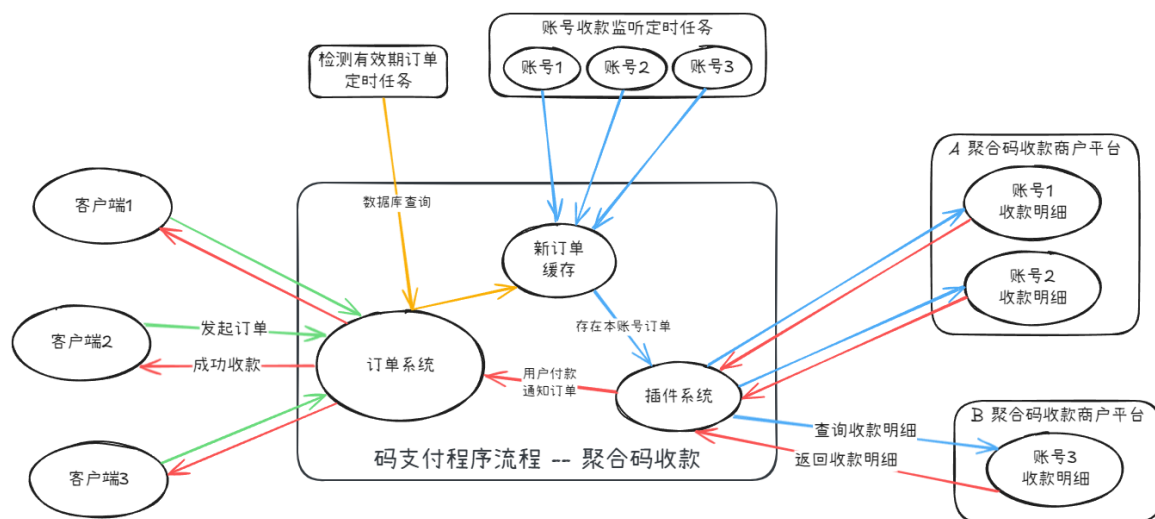 账号收款监听定时任务
账号1
账号2
账号3
检测有效期订单
定时任务
A 聚合码收款商户平台
账号1
收款明细
账号2
收款明细
客户端1
数据库查询
新订单
缓存
发起订单
客户端2
成功收款
存在本账号订单
订单系统
用户付款
通知订单
插件系统
B 聚合码收款商户平台
查询收款明细
返回收款明细
账号3
收款明细
码支付程序流程 -- 聚合码收款
客户端3